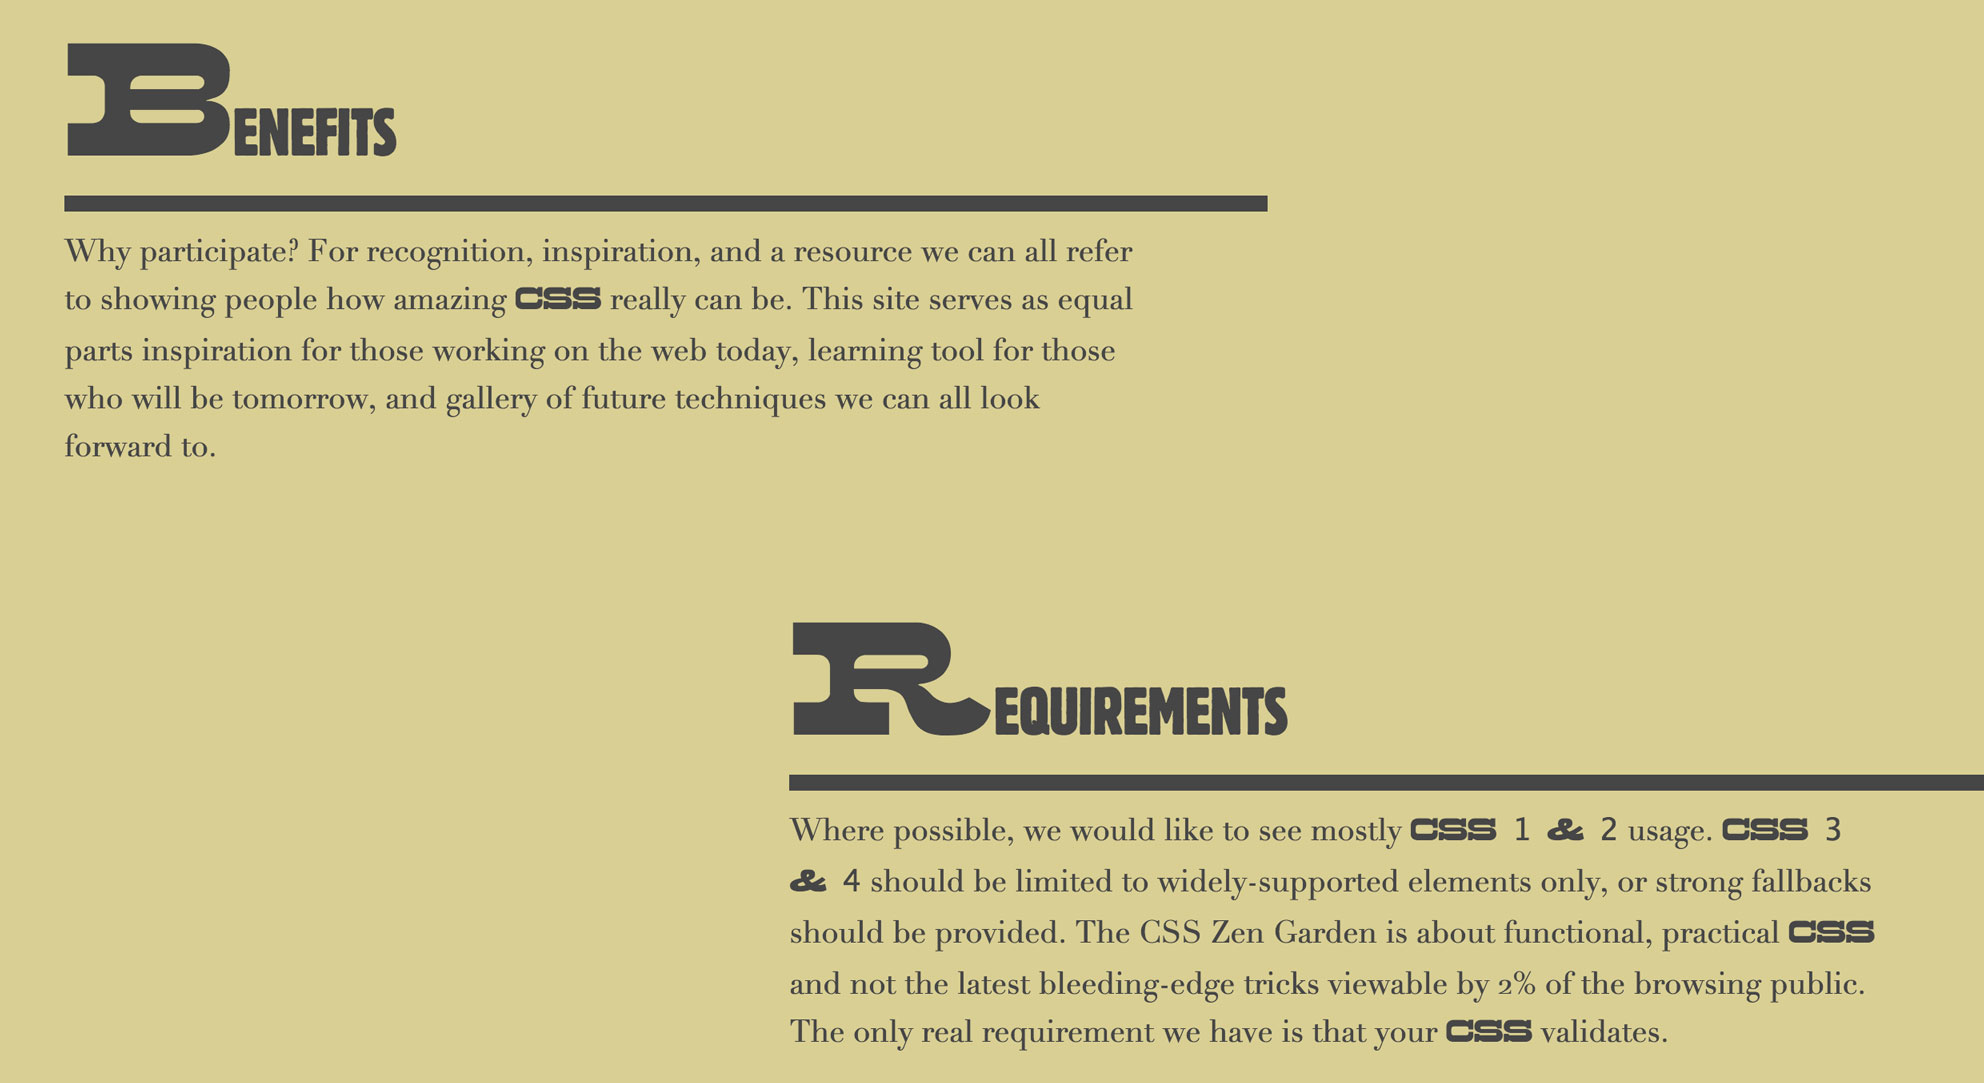 BENEFITS
Why participate? For recognition, inspiration, and a resource we can all refer
to showing people how amazing CSS really can be. This site serves as equal
parts inspiration for those working on the web today, learning tool for those
who will be tomorrow, and gallery of future techniques we can all look
forward to.
REQUIREMENTS
Where possible, we would like to see mostly CSS 1 & 2 usage. CSS 3
& 4 should be limited to widely-supported elements only, or strong fallbacks
should be provided. The CSS Zen Garden is about functional, practical CSS
and not the latest bleeding-edge tricks viewable by 2% of the browsing public.
The only real requirement we have is that your CSS validates.